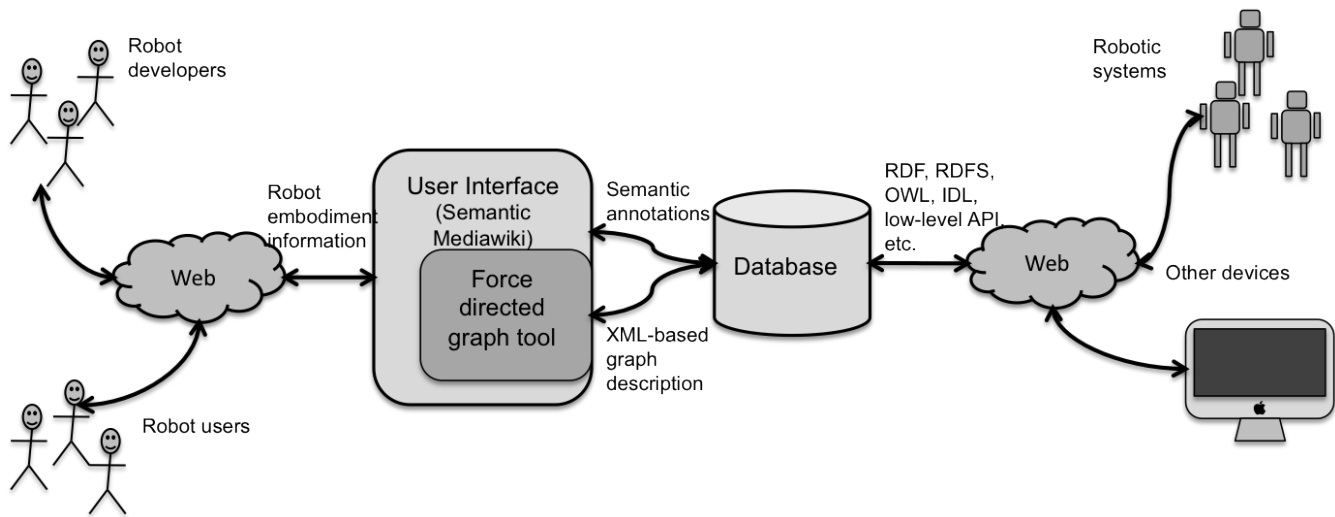 Robot
developers
Robotic
systems
Robot
embodiment
information
User Interface
(Semantic
Mediawiki)
Semantic
annotations
RDF, RDFS,
OWL, IDL,
low-level API,
etc.
Web
Force
directed
graph tool
Database
Web
Other devices
XML-based
graph
description
Robot users